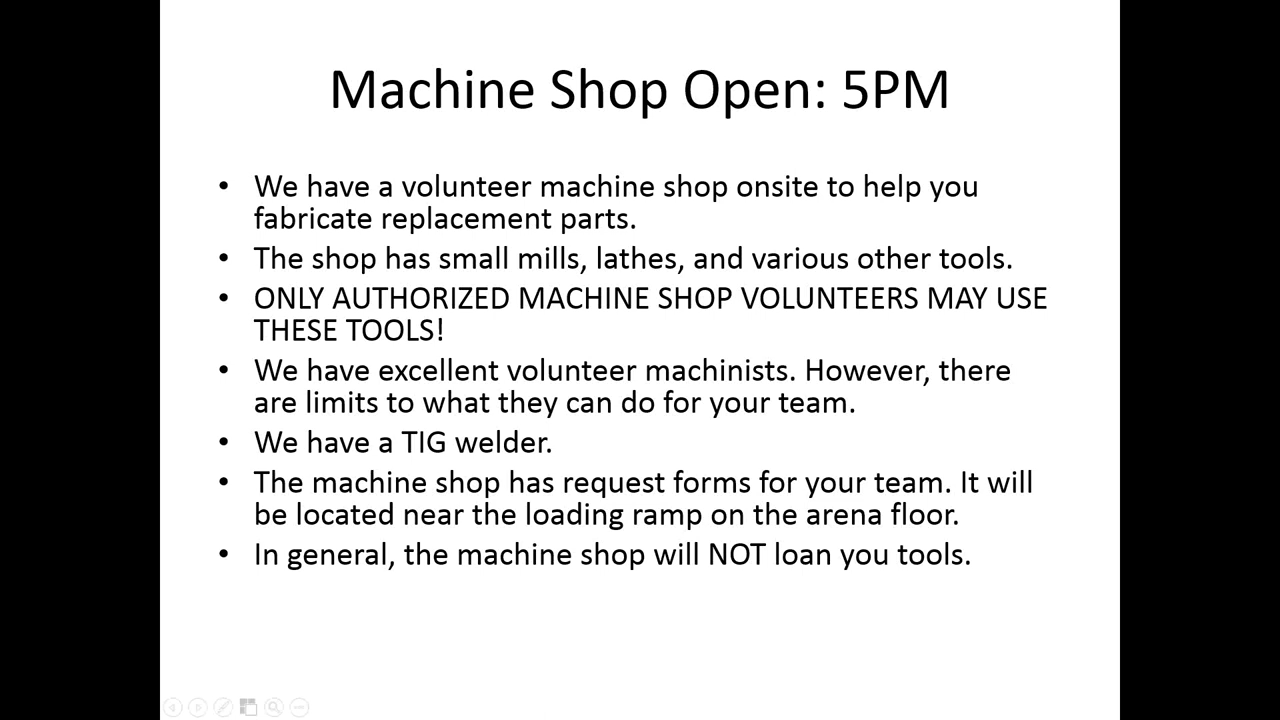 Machine Shop Open: 5PM
• We have a volunteer machine shop onsite to help you
fabricate replacement parts.
• The shop has small mills, lathes, and various other tools.
• ONLY AUTHORIZED MACHINE SHOP VOLUNTEERS MAY USE
THESE TOOLS!
• We have excellent volunteer machinists. However, there
are limits to what they can do for your team.
• We have a TIG welder.
• The machine shop has request forms for your team. It will
be located near the loading ramp on the arena floor.
• In general, the machine shop will NOT loan you tools.